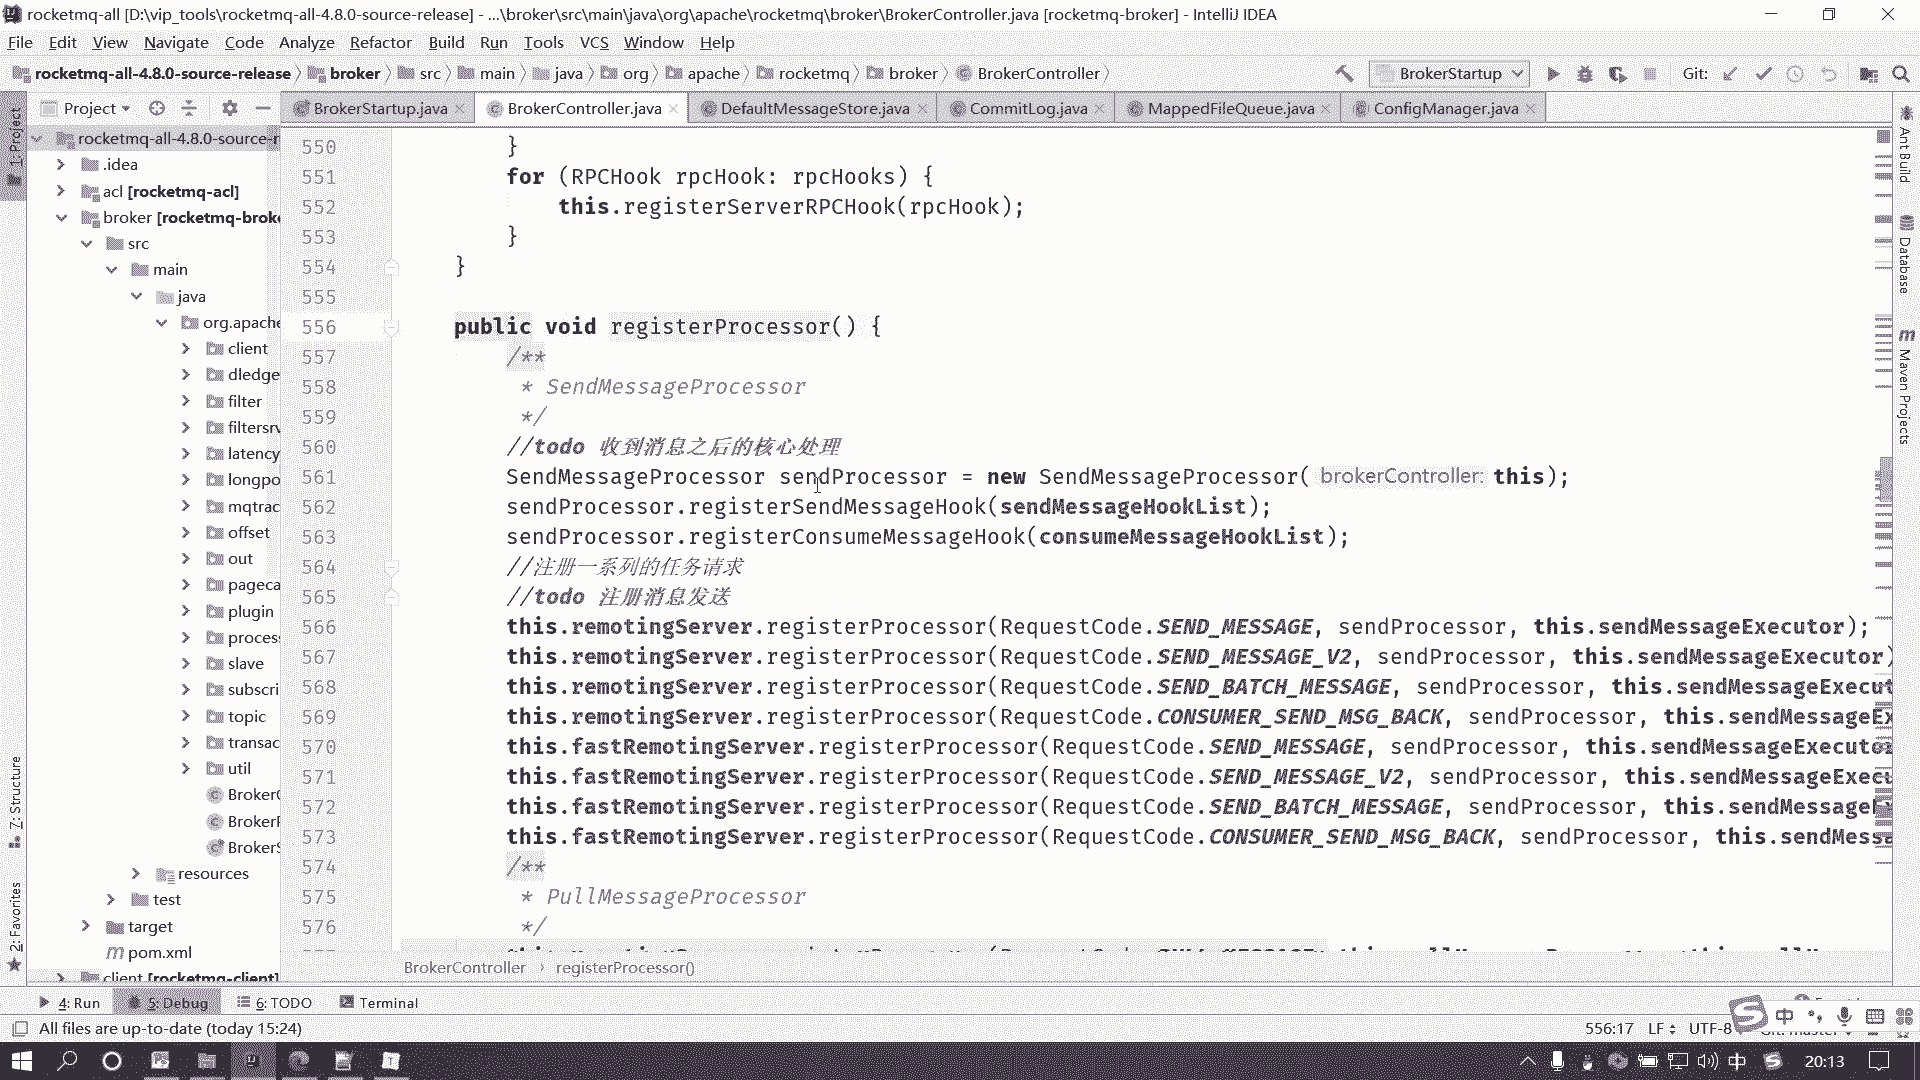 rocketmq-all [D:\vip_tools\rocketmq-all-4.8.0-source-release] - ...\broker\src\main\java\org\apache\rocketmq\broker\BrokerController.java [rocketmq-broker] - IntelliJ IDEA
File Edit View Navigate Code Analyze Refactor Build Run Tools VCS Window Help
rocketmq-all-4.8.0-source-release broker src main java org apache rocketmq broker BrokerController BrokerStartup Git:
Project BrokerStartup.java BrokerController.java DefaultMessageStore.java CommitLog.java MappedFileQueue.java ConfigManager.java
1: Project
7: Structure
2: Favorites
rocketmq-all-4.8.0-source-r
.idea
acl [rocketmq-acl]
broker [rocketmq-broke
src
main
java
org.apache
client
dledge
filter
filtersrv
latency
longpo
mqtrac
offset
out
pageca
plugin
process
slave
subscri
topic
transac
util
Broker
Broker
BrokerS
resources
test
target
pom.xml
client [rocketmq-client]
550 }
551 for (RPCHook rpcHook: rpcHooks) {
552 this.registerServerRPCHook(rpcHook);
553 }
554 }
555
556 public void registerProcessor() {
557 /**
558 * SendMessageProcessor
559 */
560 //todo 收到消息之后的核心处理
561 SendMessageProcessor sendProcessor = new SendMessageProcessor( brokerController: this);
562 sendProcessor.registerSendMessageHook(sendMessageHookList);
563 sendProcessor.registerConsumeMessageHook(consumeMessageHookList);
564 //注册一系列的任务请求
565 //todo 注册消息发送
566 this.remotingServer.registerProcessor(RequestCode.SEND_MESSAGE, sendProcessor, this.sendMessageExecutor);
567 this.remotingServer.registerProcessor(RequestCode.SEND_MESSAGE_V2, sendProcessor, this.sendMessageExecutor)
568 this.remotingServer.registerProcessor(RequestCode.SEND_BATCH_MESSAGE, sendProcessor, this.sendMessageExecut
569 this.remotingServer.registerProcessor(RequestCode.CONSUMER_SEND_MSG_BACK, sendProcessor, this.sendMessageEx
570 this.fastRemotingServer.registerProcessor(RequestCode.SEND_MESSAGE, sendProcessor, this.sendMessageExecutor
571 this.fastRemotingServer.registerProcessor(RequestCode.SEND_MESSAGE_V2, sendProcessor, this.sendMessageExecu
572 this.fastRemotingServer.registerProcessor(RequestCode.SEND_BATCH_MESSAGE, sendProcessor, this.sendMessageEx
573 this.fastRemotingServer.registerProcessor(RequestCode.CONSUMER_SEND_MSG_BACK, sendProcessor, this.sendMessa
574 /**
575 * PullMessageProcessor
576 */
BrokerController registerProcessor()
Ant Build
Database
Maven Projects
4: Run 5: Debug 6: TODO Terminal
All files are up-to-date (today 15:24) 556:17 LF UTF-8 中
中 20:13